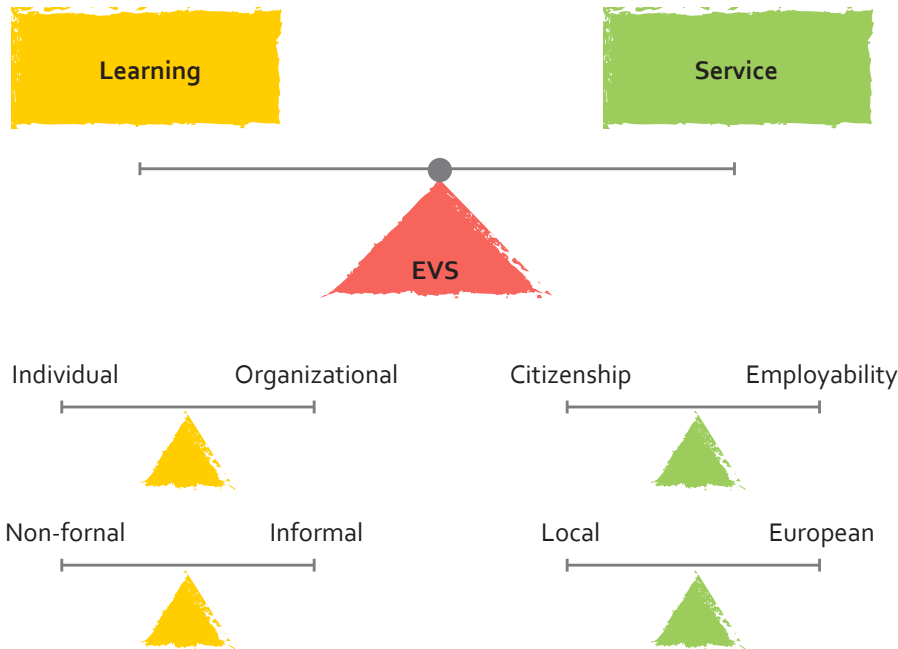 Learning
Service
EVS
Individual
Organizational
Citizenship
Employability
Non-fornal
Informal
Local
European